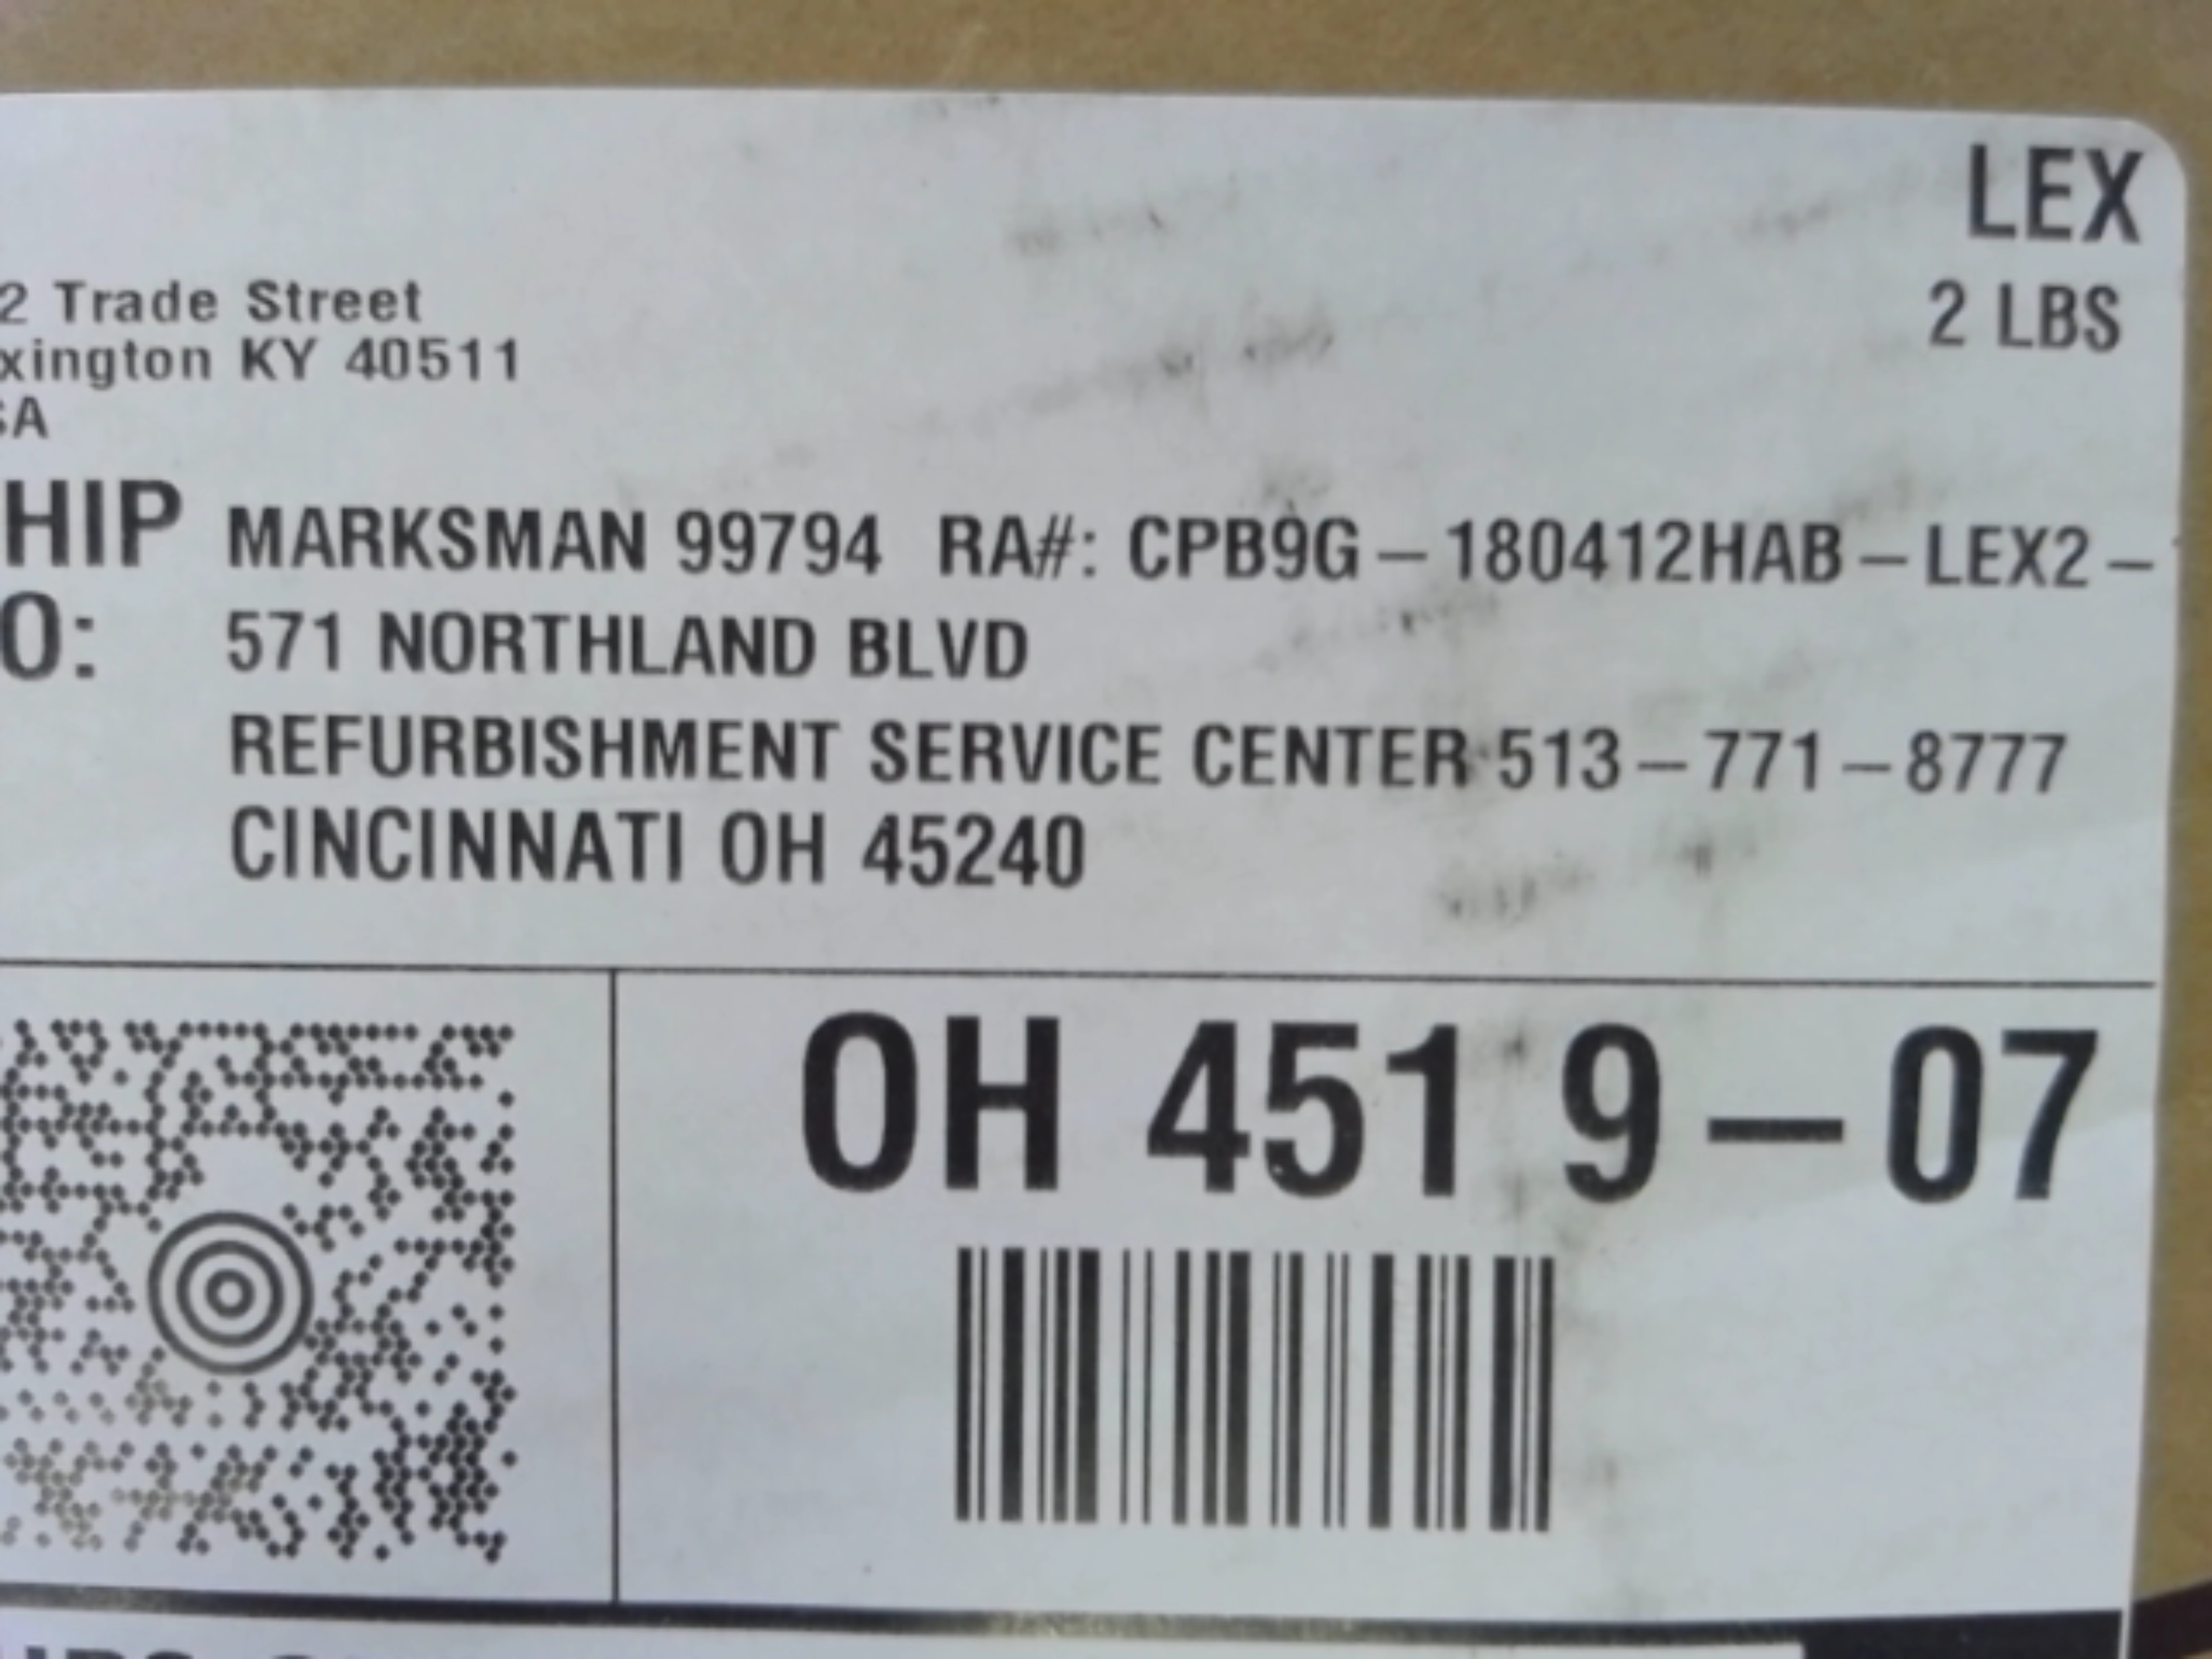 LEX
2 LBS
2 Trade Street
xington KY 40511
SA
HIP MARKSMAN 99794 RA#: CPB9G-180412HAB-LEX2-
O: 571 NORTHLAND BLVD
REFURBISHMENT SERVICE CENTER 513-771-8777
CINCINNATI OH 45240
OH 451 9-07